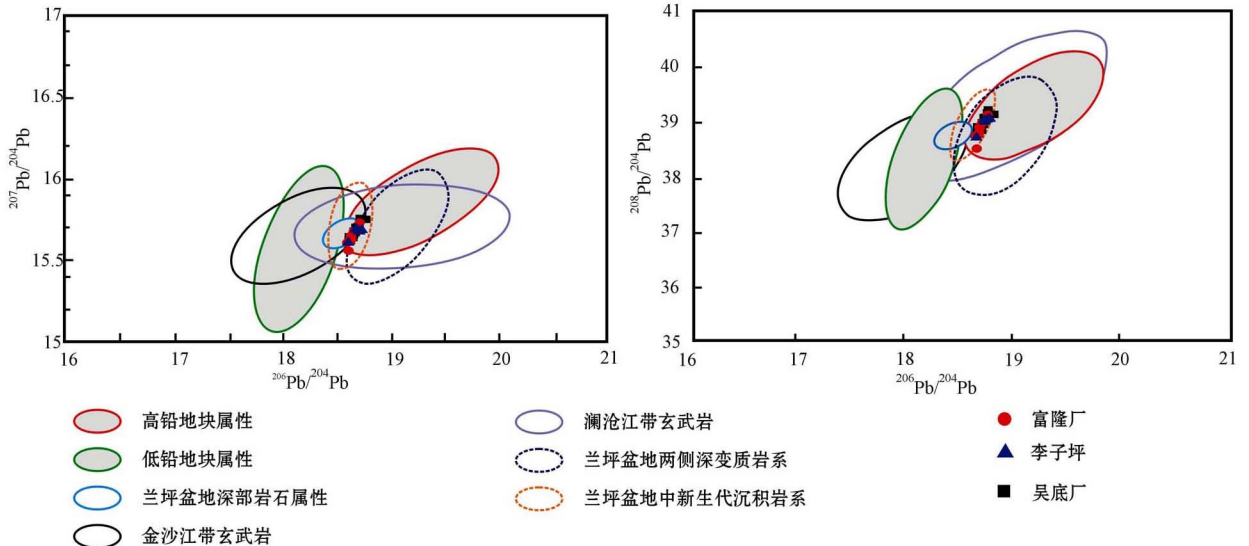 17
16.5
16
15.5
15
²⁰⁷Pb/²⁰⁴Pb
16 17 18 19 20 21
²⁰⁶Pb/²⁰⁴Pb
41
40
39
38
37
36
35
²⁰⁸Pb/²⁰⁴Pb
16 17 18 19 20 21
²⁰⁶Pb/²⁰⁴Pb
高铅地块属性
低铅地块属性
兰坪盆地深部岩石属性
金沙江带玄武岩
澜沧江带玄武岩
兰坪盆地两侧深变质岩系
兰坪盆地中新生代沉积岩系
富隆厂
李子坪
吴底厂